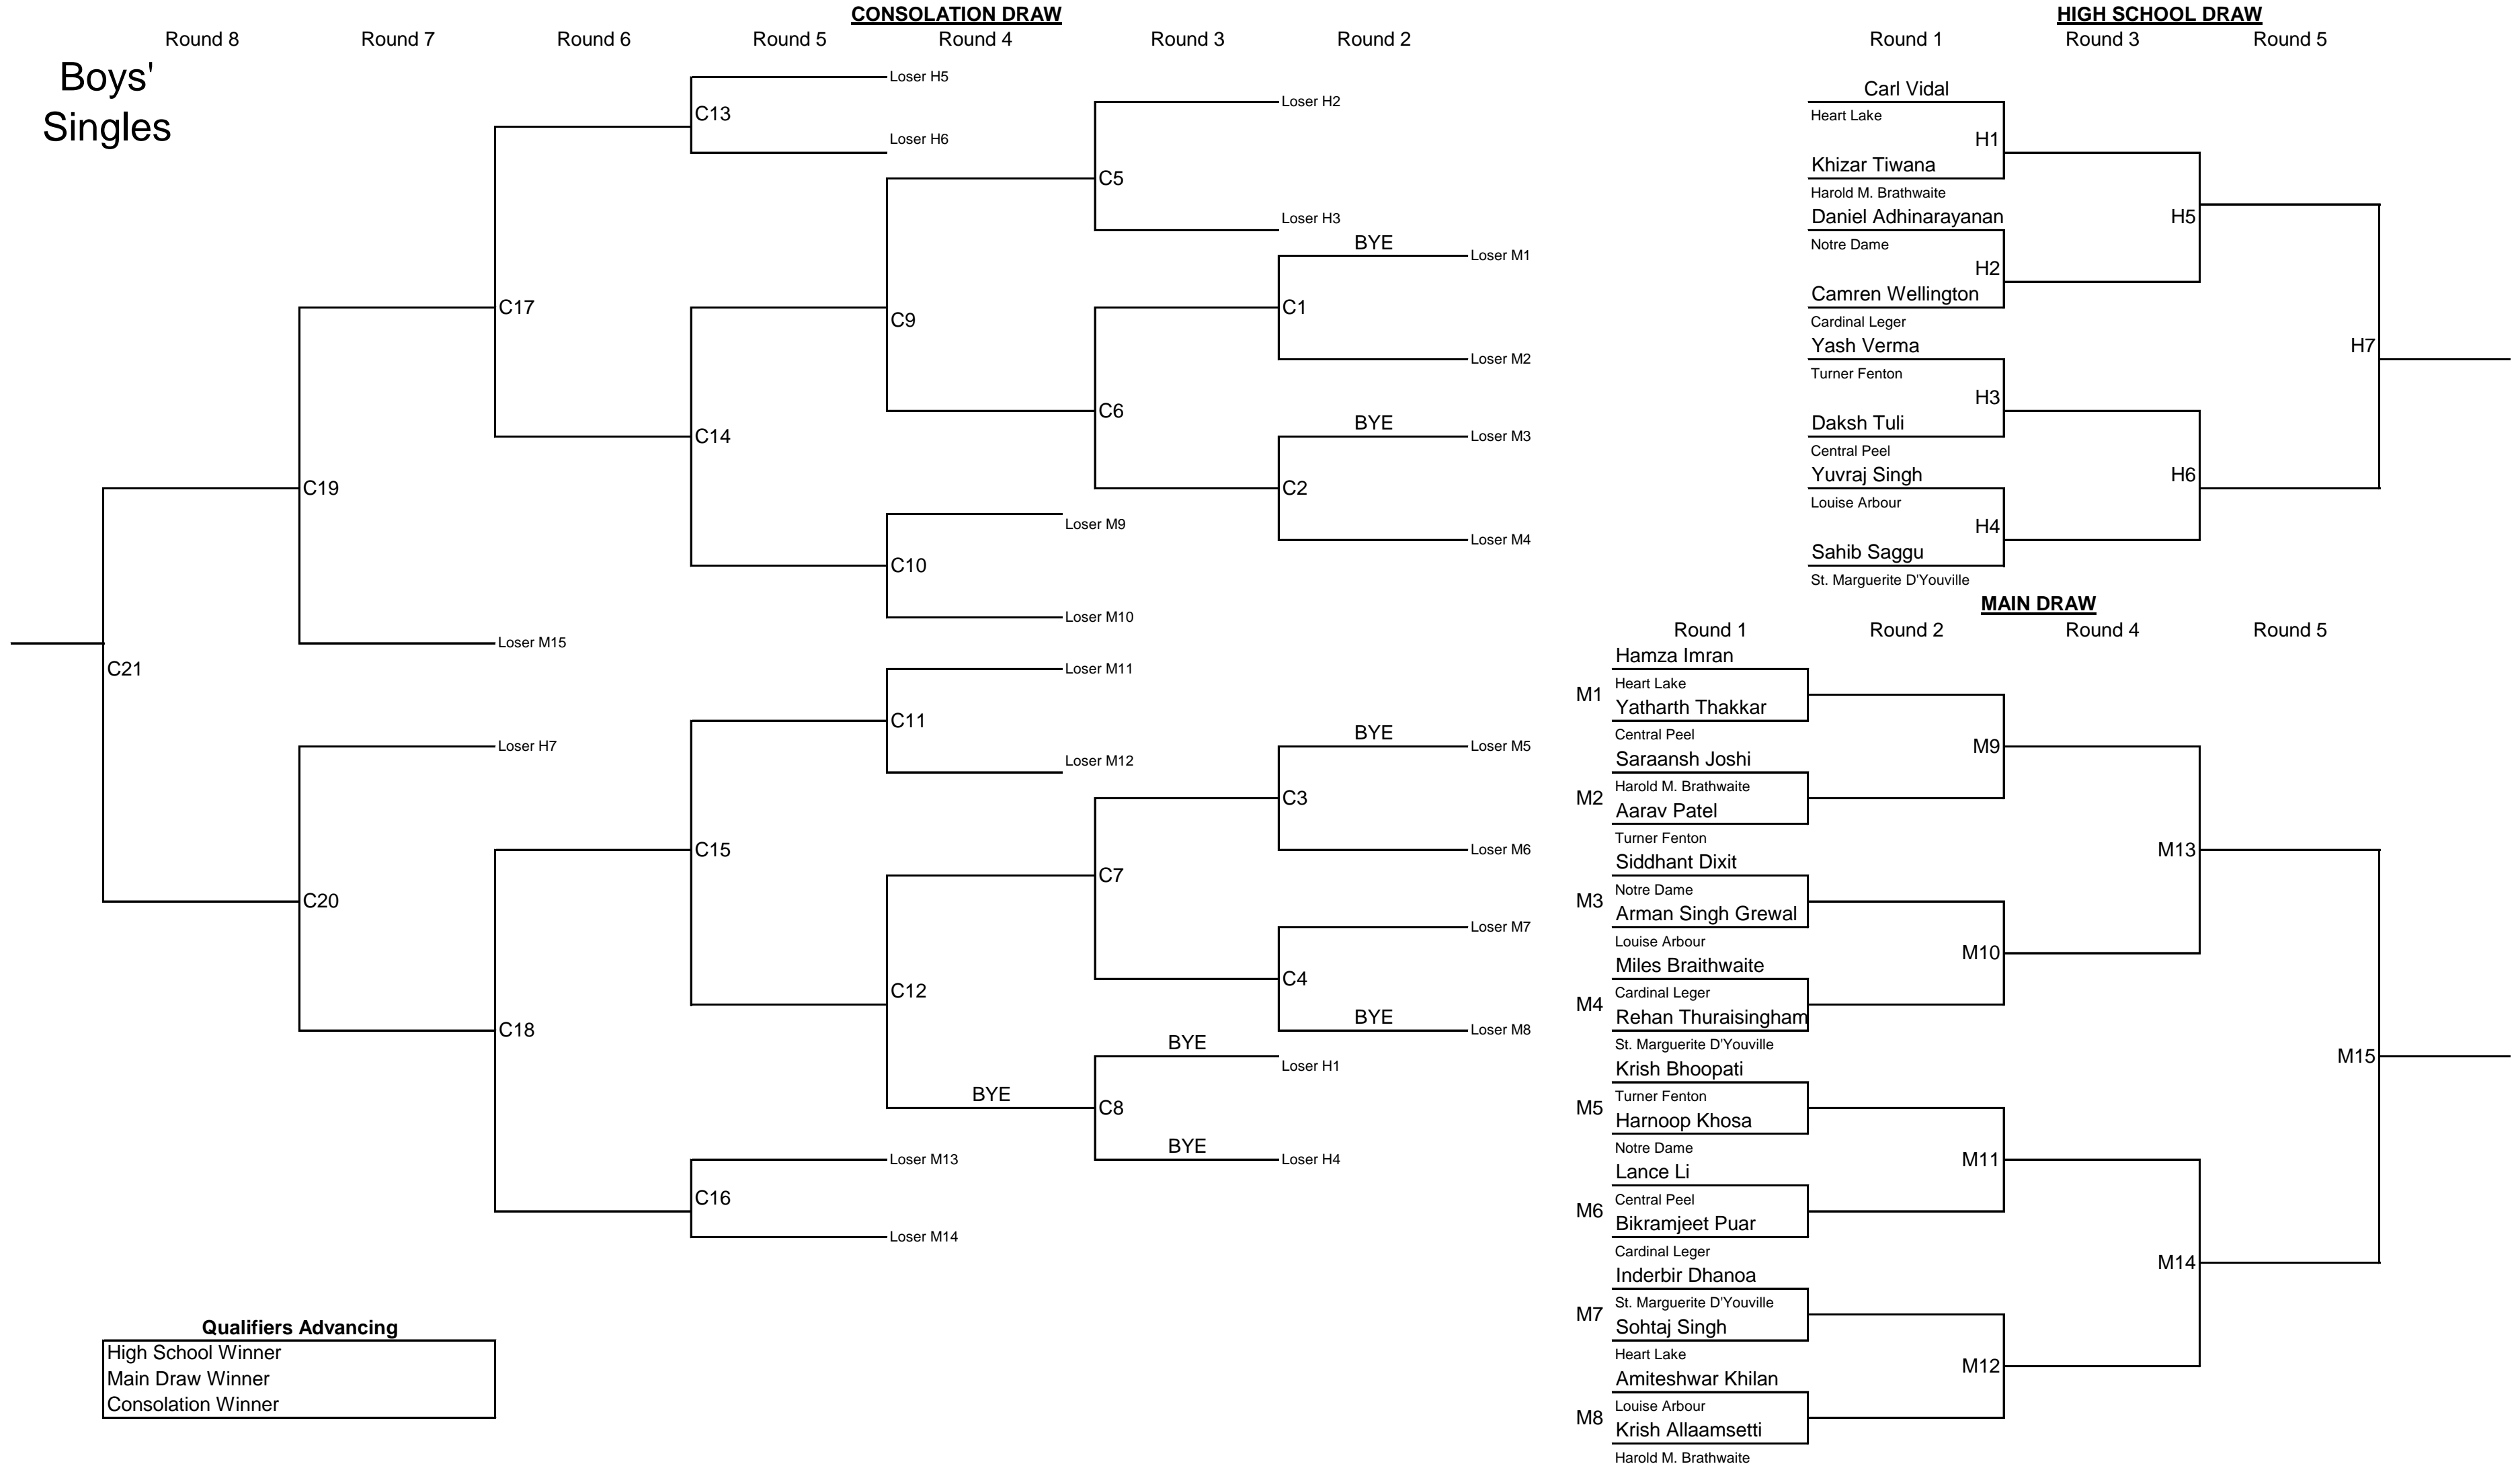 CONSOLATION DRAW
Round 8 Round 7 Round 6 Round 5 Round 4 Round 3 Round 2
Boys'
Singles
Loser H5
C13
Loser H6
Loser H2
C5
Loser H3
BYE
Loser M1
C17
C9
C1
Loser M2
C14
C6
BYE
Loser M3
C19
C2
Loser M9
Loser M4
C10
Loser M10
Loser M15
C21
Loser M11
C11
Loser M12
Loser H7
BYE
Loser M5
C3
C15
Loser M6
C7
C20
Loser M7
C4
C12
C18
BYE
Loser M8
BYE
Loser H1
BYE
C8
BYE
Loser H4
Loser M13
C16
Loser M14
Qualifiers Advancing
High School Winner
Main Draw Winner
Consolation Winner
HIGH SCHOOL DRAW
Round 1 Round 3 Round 5
Carl Vidal
Heart Lake
H1
Khizar Tiwana
Harold M. Brathwaite
Daniel Adhinarayanan
H5
Notre Dame
H2
Camren Wellington
Cardinal Leger
Yash Verma
H7
Turner Fenton
H3
Daksh Tuli
Central Peel
Yuvraj Singh
H6
Louise Arbour
H4
Sahib Saggu
St. Marguerite D'Youville
MAIN DRAW
Round 1 Round 2 Round 4 Round 5
Hamza Imran
M1
Heart Lake
Yatharth Thakkar
Central Peel
M9
Saraansh Joshi
M2
Harold M. Brathwaite
Aarav Patel
Turner Fenton
M13
Siddhant Dixit
M3
Notre Dame
Arman Singh Grewal
Louise Arbour
M10
Miles Braithwaite
M4
Cardinal Leger
Rehan Thuraisingham
St. Marguerite D'Youville
M15
Krish Bhoopati
M5
Turner Fenton
Harnoop Khosa
Notre Dame
M11
Lance Li
M6
Central Peel
Bikramjeet Puar
Cardinal Leger
M14
Inderbir Dhanoa
M7
St. Marguerite D'Youville
Sohtaj Singh
Heart Lake
M12
Amiteshwar Khilan
M8
Louise Arbour
Krish Allaamsetti
Harold M. Brathwaite